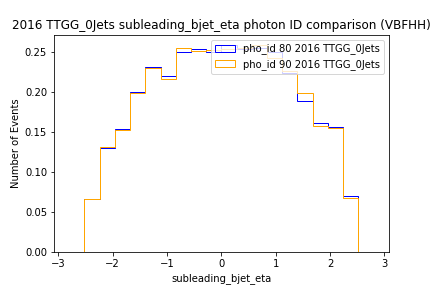 2016 TTGG_0Jets subleading_bjet_eta photon ID comparison (VBFHH)
pho_id 80 2016 TTGG_0Jets
pho_id 90 2016 TTGG_0Jets
Number of Events
0.25
0.20
0.15
0.10
0.05
0.00
−3 −2 −1 0 1 2 3
subleading_bjet_eta